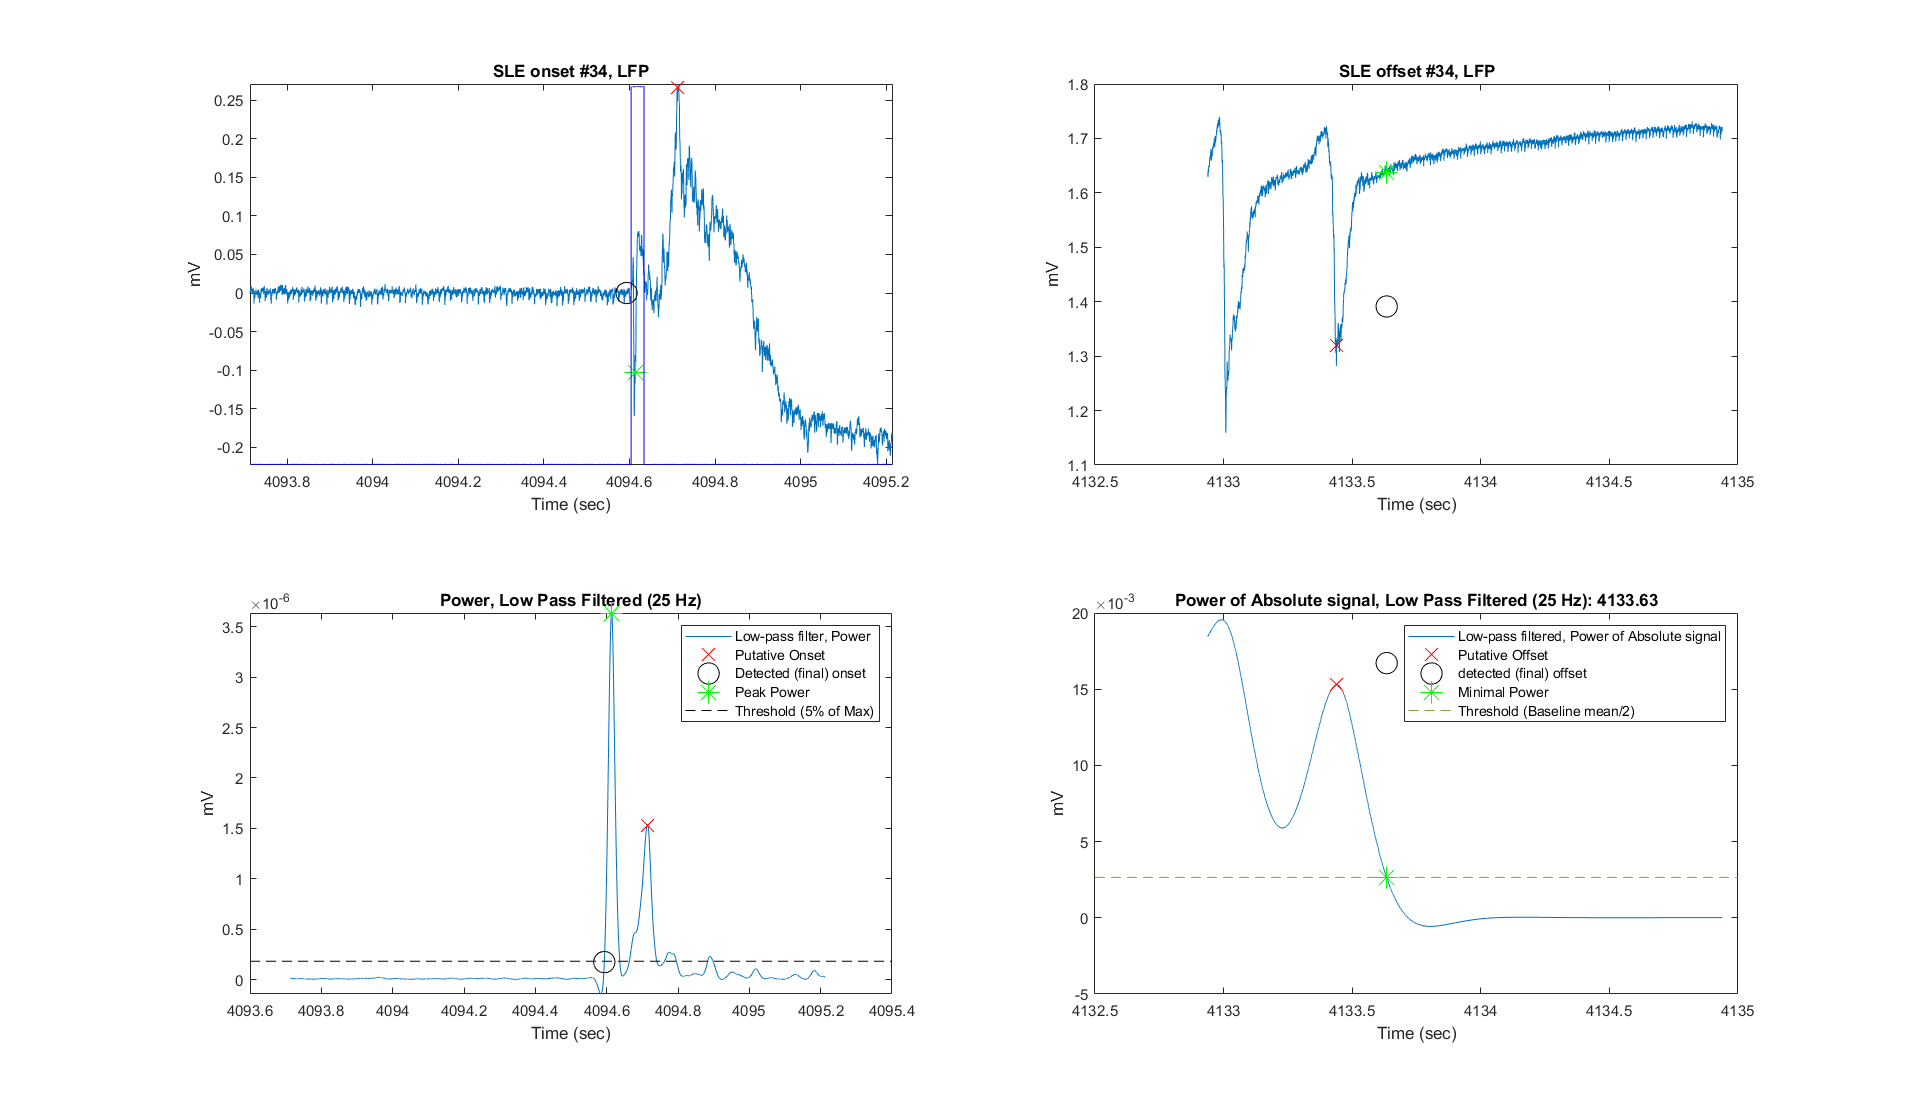 SLE onset #34, LFP
mV
0.25
0.2
0.15
0.1
0.05
0
-0.05
-0.1
-0.15
-0.2
4093.8 4094 4094.2 4094.4 4094.6 4094.8 4095 4095.2
Time (sec)
SLE offset #34, LFP
mV
1.8
1.7
1.6
1.5
1.4
1.3
1.2
1.1
4132.5 4133 4133.5 4134 4134.5 4135
Time (sec)
Power, Low Pass Filtered (25 Hz)
×10-6
mV
3.5
3
2.5
2
1.5
1
0.5
0
4093.6 4093.8 4094 4094.2 4094.4 4094.6 4094.8 4095 4095.2 4095.4
Time (sec)
Low-pass filter, Power
Putative Onset
Detected (final) onset
Peak Power
Threshold (5% of Max)
Power of Absolute signal, Low Pass Filtered (25 Hz): 4133.63
×10-3
mV
20
15
10
5
0
-5
4132.5 4133 4133.5 4134 4134.5 4135
Time (sec)
Low-pass filtered, Power of Absolute signal
Putative Offset
detected (final) offset
Minimal Power
Threshold (Baseline mean/2)